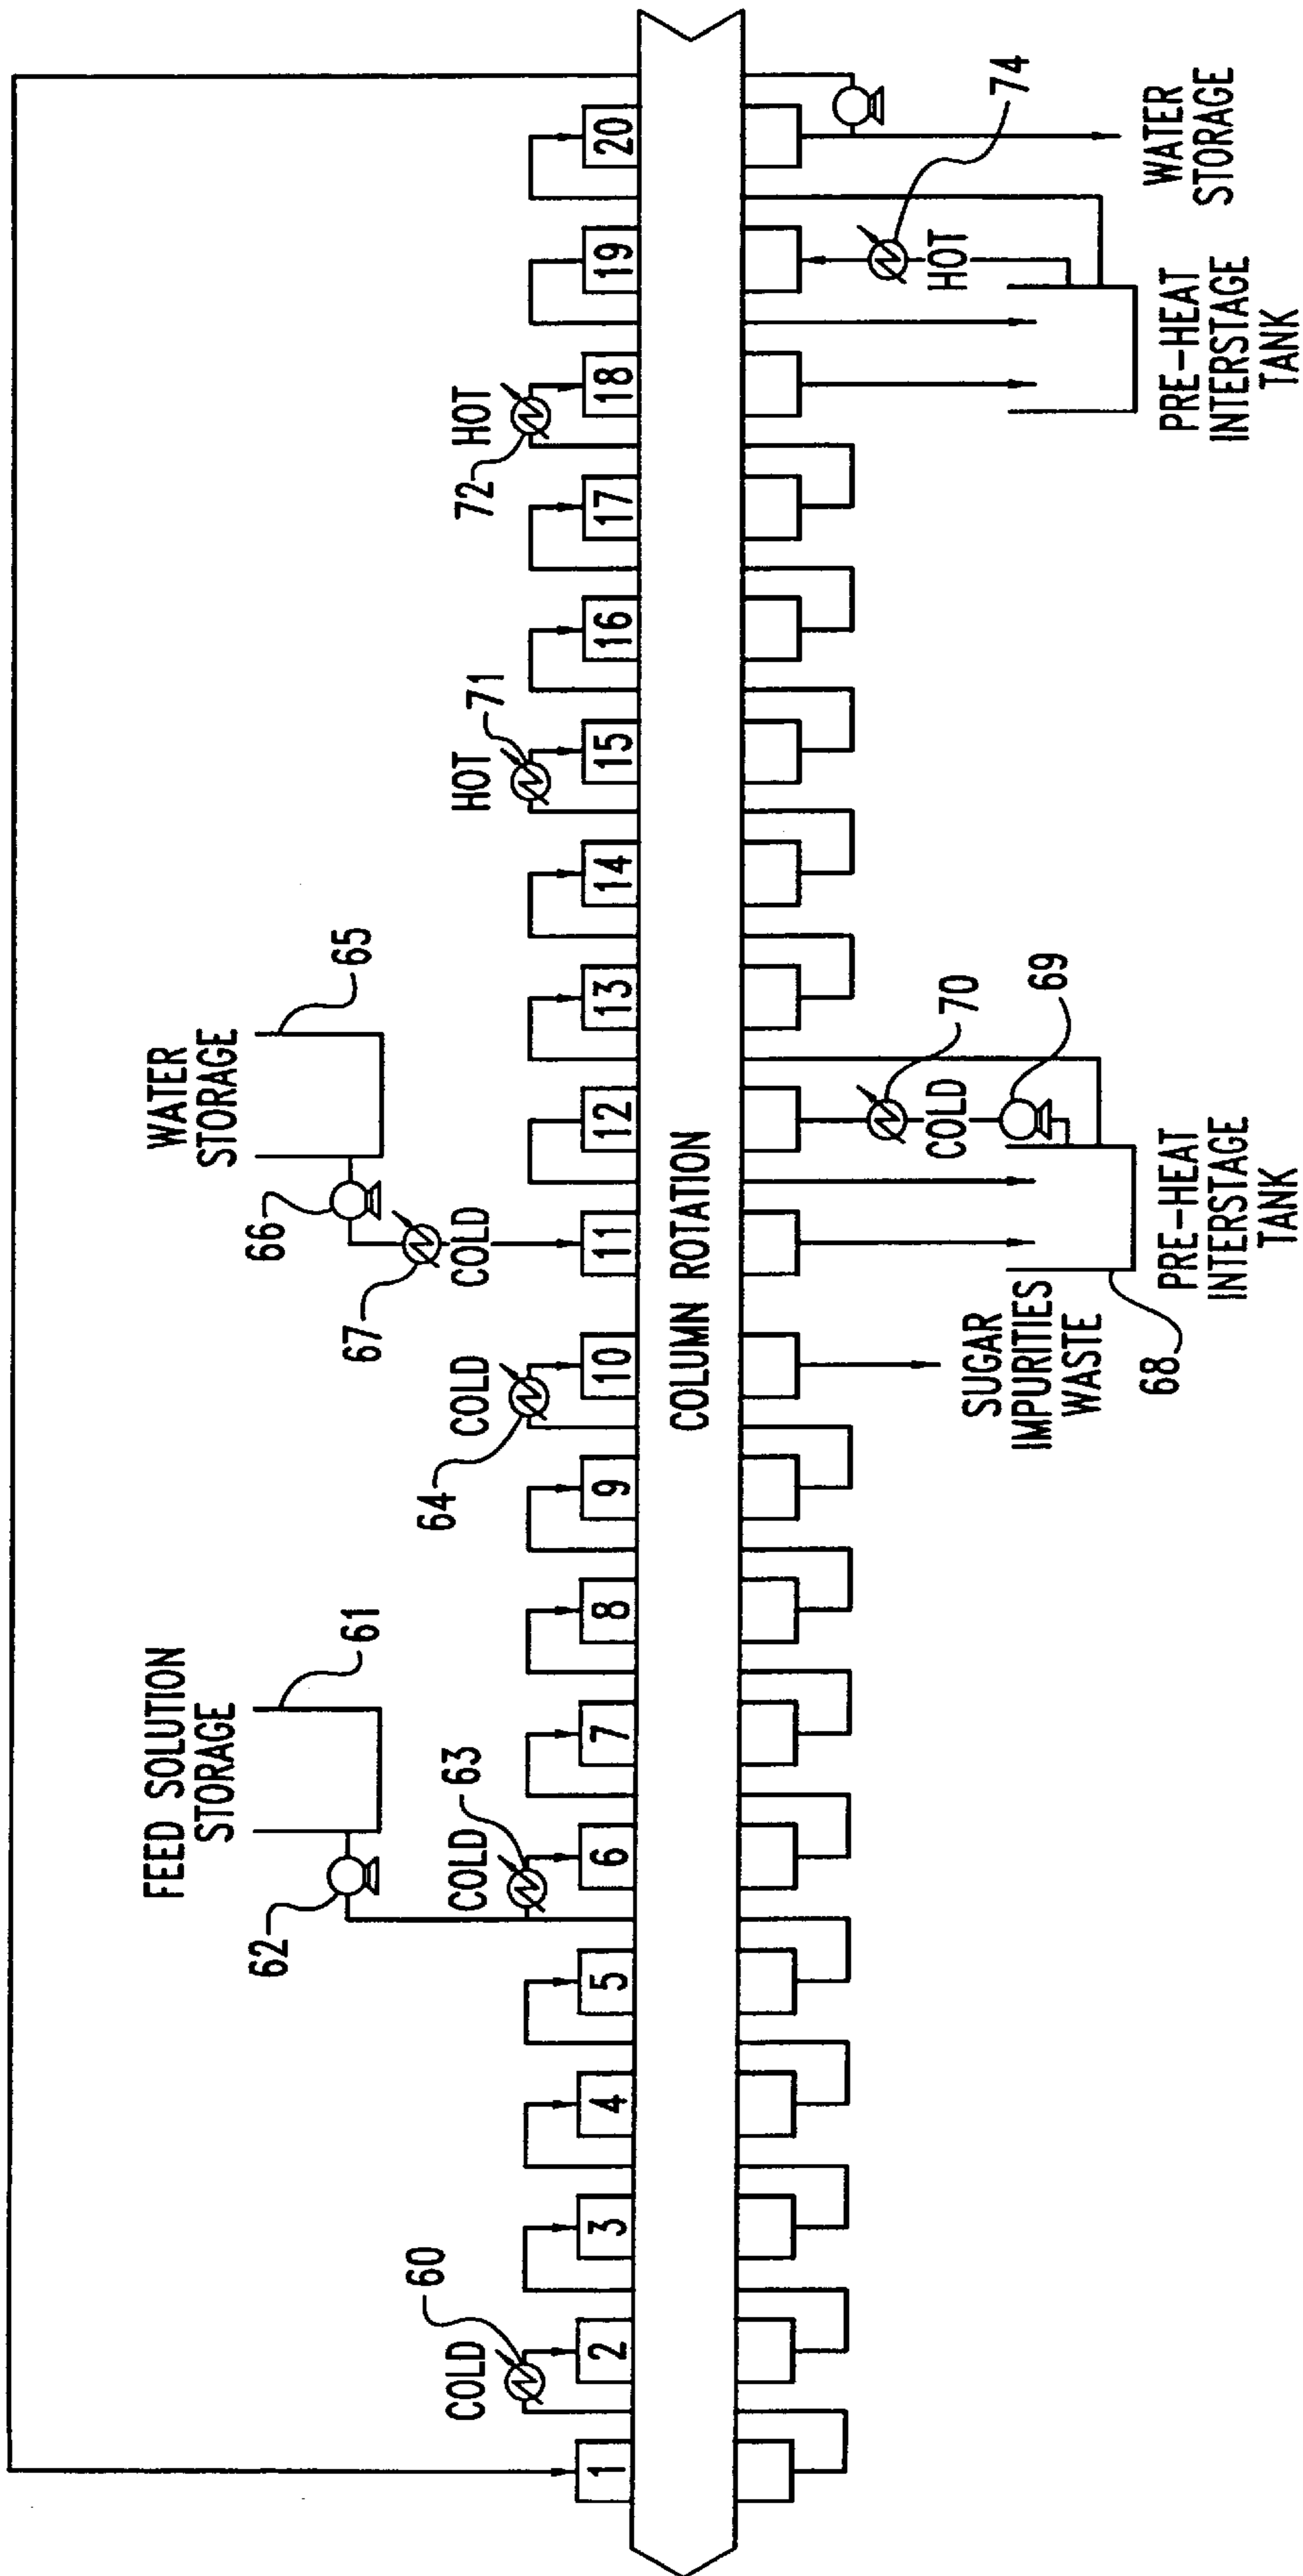 FEED SOLUTION
STORAGE
61
62
WATER
STORAGE
65
66
67
COLD
COLD
60
COLD
63
COLD
64
HOT
71
HOT
72
1
2
3
4
5
6
7
8
9
10
11
12
13
14
15
16
17
18
19
20
COLUMN ROTATION
SUGAR
IMPURITIES
WASTE
68
COLD
70
69
PRE-HEAT
INTERSTAGE
TANK
HOT
74
PRE-HEAT
INTERSTAGE
TANK
WATER
STORAGE